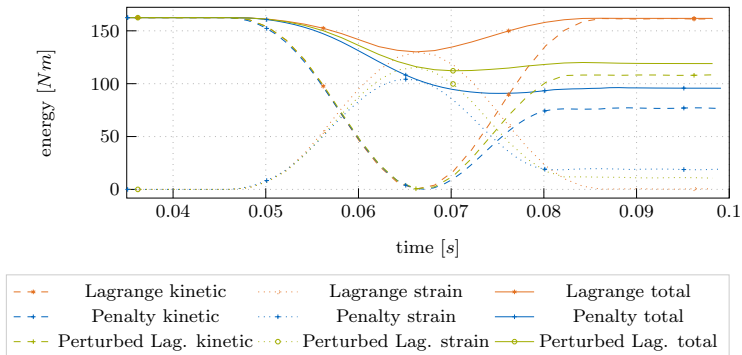 150
100
50
0
energy [Nm]
0.04 0.05 0.06 0.07 0.08 0.09 0.1
time [s]
Lagrange kinetic Lagrange strain Lagrange total
Penalty kinetic Penalty strain Penalty total
Perturbed Lag. kinetic Perturbed Lag. strain Perturbed Lag. total